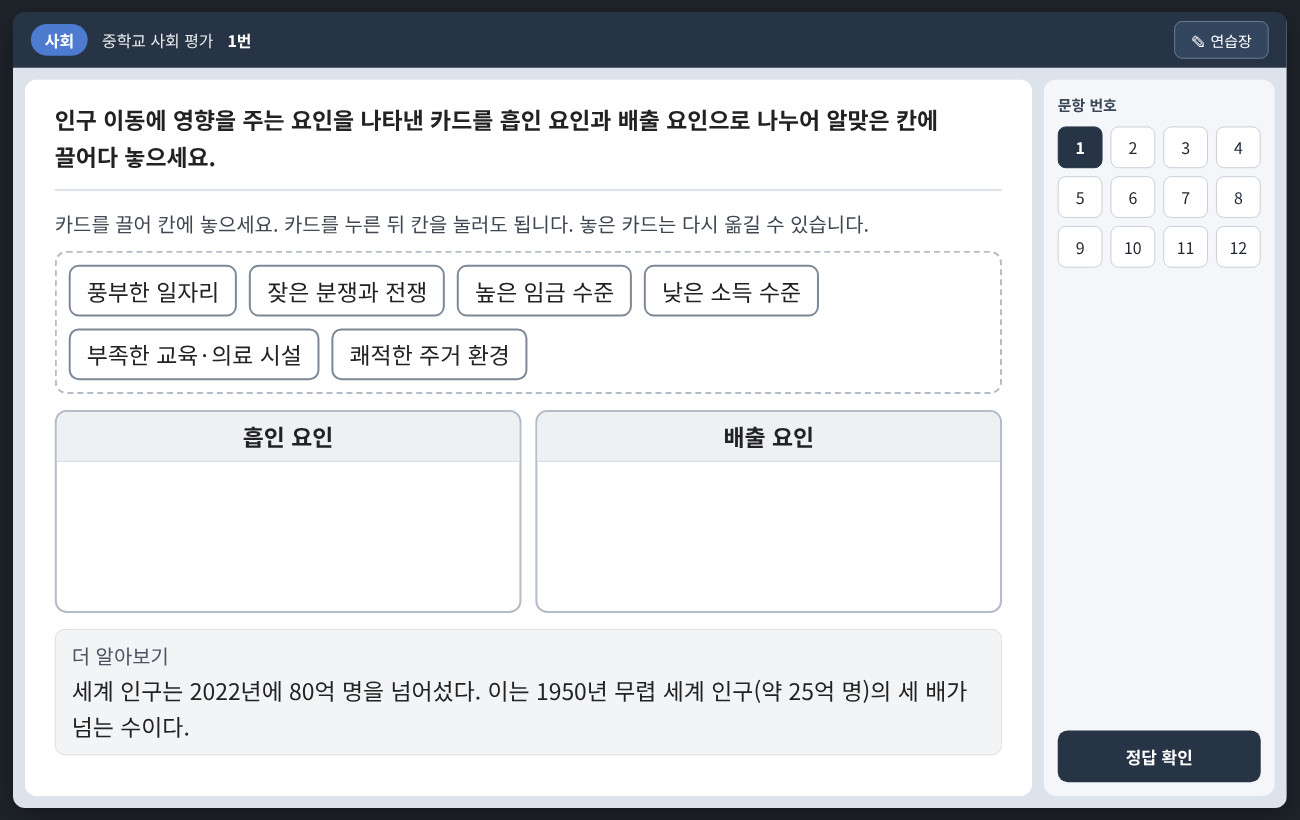 사회 중학교 사회 평가 1번 ✎ 연습장
인구 이동에 영향을 주는 요인을 나타낸 카드를 흡인 요인과 배출 요인으로 나누어 알맞은 칸에
끌어다 놓으세요.
카드를 끌어 칸에 놓으세요. 카드를 누른 뒤 칸을 눌러도 됩니다. 놓은 카드는 다시 옮길 수 있습니다.
풍부한 일자리 잦은 분쟁과 전쟁 높은 임금 수준 낮은 소득 수준
부족한 교육·의료 시설 쾌적한 주거 환경
흡인 요인 배출 요인
더 알아보기
세계 인구는 2022년에 80억 명을 넘어섰다. 이는 1950년 무렵 세계 인구(약 25억 명)의 세 배가
넘는 수이다.
문항 번호
1 2 3 4
5 6 7 8
9 10 11 12
정답 확인